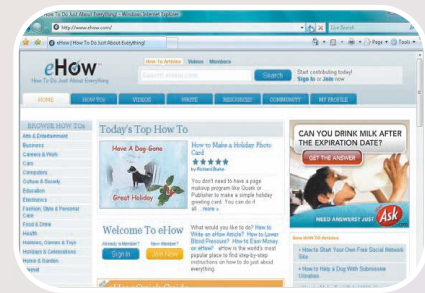 How To Do Just About Everything! - Windows Internet Explorer
http://www.ehow.com/
Live Search
eHow | How To Do Just About Everything!
Page
Tools
eHow
How To Do Just About Everything
How To Articles Videos Members
Search ehow.com
Search
Start contributing today!
Sign In or Join now
HOME HOW TOS VIDEOS WRITE RESOURCES COMMUNITY MY PROFILE
BROWSE HOW TOs
Arts & Entertainment
Business
Careers & Work
Cars
Computers
Culture & Society
Education
Electronics
Fashion, Style & Personal
Care
Food & Drink
Health
Hobbies, Games & Toys
Holidays & Celebrations
Home & Garden
Today's Top How To
Have A Dog-Gone
Great Holiday
How to Make a Holiday Photo
Card
by
You don't need to have a page
makeup program like Quark or
Publisher to make a simple holiday
greeting card. You can do it
all ... more »
Welcome To eHow
Already a Member? New Member?
Sign In Join Now
What would you like to do? How to
Write an eHow Article? How to Lower
Blood Pressure? How to Earn Money
on eHow? eHow is the world's most
popular place to find step-by-step
instructions on how to do just about
everything.
CAN YOU DRINK MILK AFTER
THE EXPIRATION DATE?
GET THE ANSWER
NEED ANSWERS? JUST Ask
New HOW TO Articles
How to Start Your Own Free Social Network
Site
How to Help a Dog With Submissive
Urination